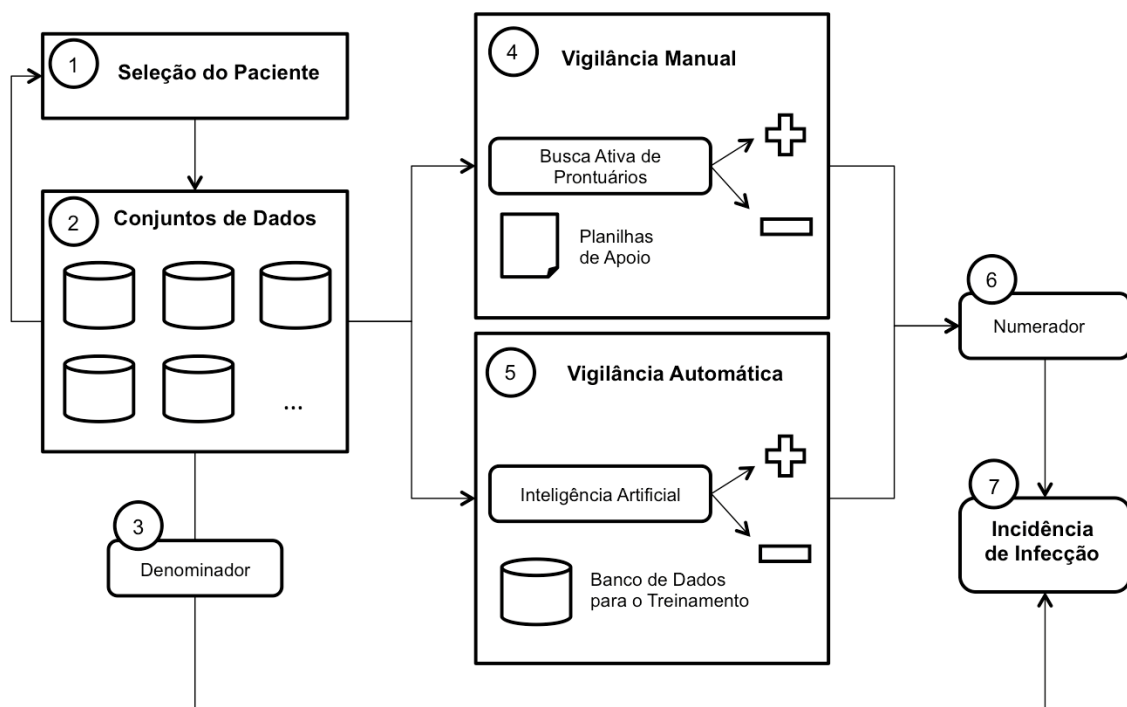 1
Seleção do Paciente
2
Conjuntos de Dados
...
3
Denominador
4
Vigilância Manual
Busca Ativa de
Prontuários
Planilhas
de Apoio
5
Vigilância Automática
Inteligência Artificial
Banco de Dados
para o Treinamento
6
Numerador
7
Incidência
de Infecção